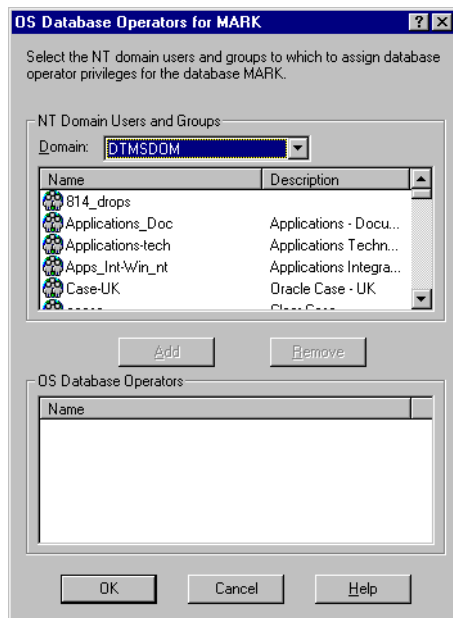 OS Database Operators for MARK
Select the NT domain users and groups to which to assign database
operator privileges for the database MARK.
NT Domain Users and Groups
Domain: DTMSDOM
Name Description
814_drops
Applications_Doc Applications - Docu...
Applications-tech Applications Techn...
Apps_Int-Win_nt Applications Integra...
Case-UK Oracle Case - UK
Add Remove
OS Database Operators
Name
OK Cancel Help